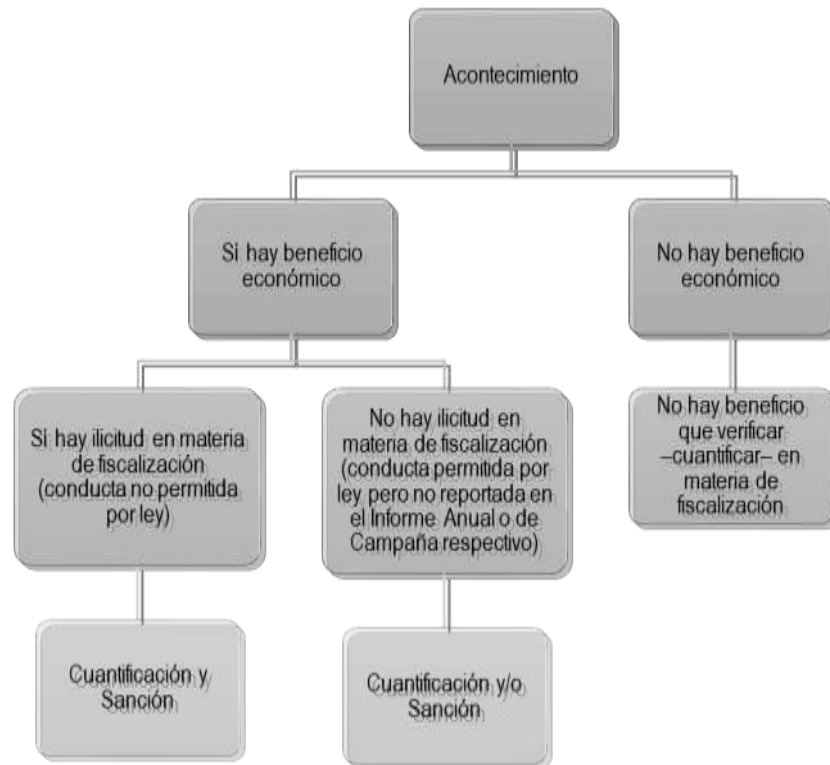 Acontecimiento
Si hay beneficio
económico
No hay beneficio
económico
Si hay ilicitud en materia
de fiscalización
(conducta no permitida
por ley)
No hay ilicitud en
materia de fiscalización
(conducta permitida por
ley pero no reportada en
el Informe Anual o de
Campaña respectivo)
No hay beneficio
que verificar
–cuantificar– en
materia de
fiscalización
Cuantificación y
Sanción
Cuantificación y/o
Sanción